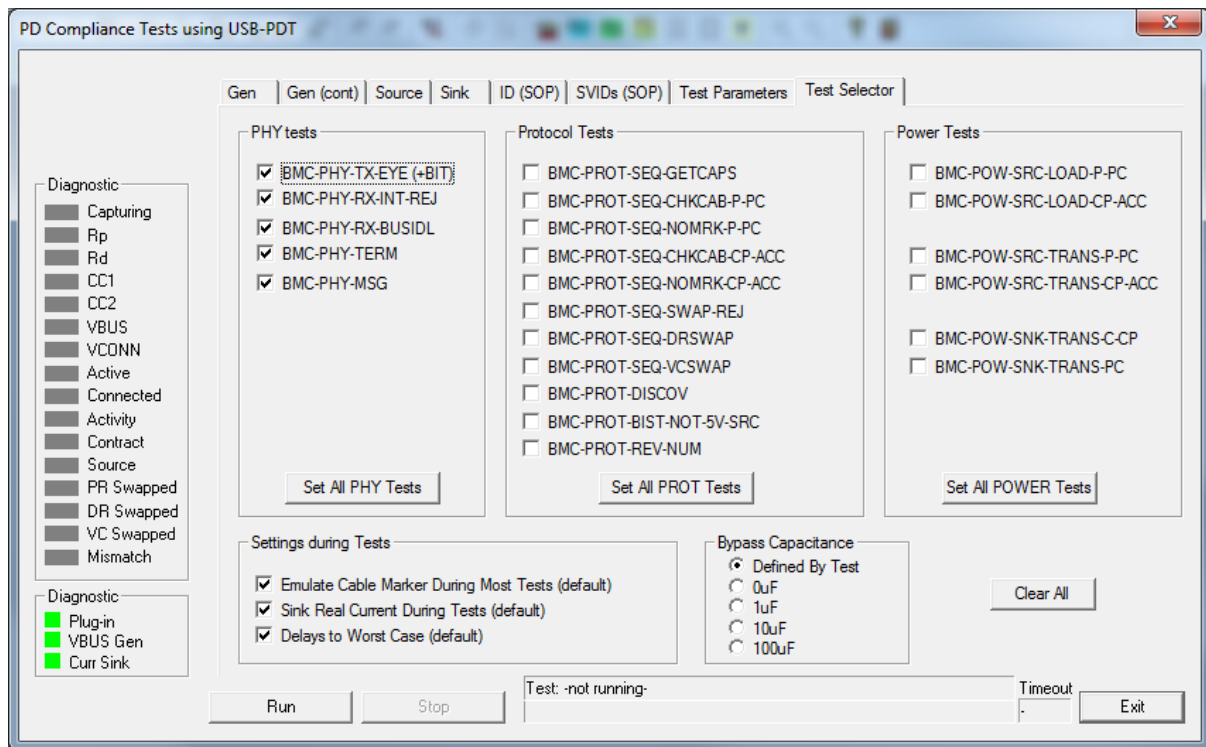 PD Compliance Tests using USB-PDT
Gen
Gen (cont)
Source
Sink
ID (SOP)
SVIDs (SOP)
Test Parameters
Test Selector
Diagnostic
Capturing
Rp
Rd
CC1
CC2
VBUS
VCONN
Active
Connected
Activity
Contract
Source
PR Swapped
DR Swapped
VC Swapped
Mismatch
Diagnostic
Plug-in
VBUS Gen
Curr Sink
PHY tests
BMC-PHY-TX-EYE (+BIT)
BMC-PHY-RX-INT-REJ
BMC-PHY-RX-BUSIDL
BMC-PHY-TERM
BMC-PHY-MSG
Set All PHY Tests
Protocol Tests
BMC-PROT-SEQ-GETCAPS
BMC-PROT-SEQ-CHKCAB-P-PC
BMC-PROT-SEQ-NOMRK-P-PC
BMC-PROT-SEQ-CHKCAB-CP-ACC
BMC-PROT-SEQ-NOMRK-CP-ACC
BMC-PROT-SEQ-SWAP-REJ
BMC-PROT-SEQ-DRSWAP
BMC-PROT-SEQ-VCSWAP
BMC-PROT-DISCOV
BMC-PROT-BIST-NOT-5V-SRC
BMC-PROT-REV-NUM
Set All PROT Tests
Power Tests
BMC-POW-SRC-LOAD-P-PC
BMC-POW-SRC-LOAD-CP-ACC
BMC-POW-SRC-TRANS-P-PC
BMC-POW-SRC-TRANS-CP-ACC
BMC-POW-SNK-TRANS-C-CP
BMC-POW-SNK-TRANS-PC
Set All POWER Tests
Settings during Tests
Emulate Cable Marker During Most Tests (default)
Sink Real Current During Tests (default)
Delays to Worst Case (default)
Bypass Capacitance
Defined By Test
0uF
1uF
10uF
100uF
Clear All
Run
Stop
Test: -not running-
Timeout
-
Exit